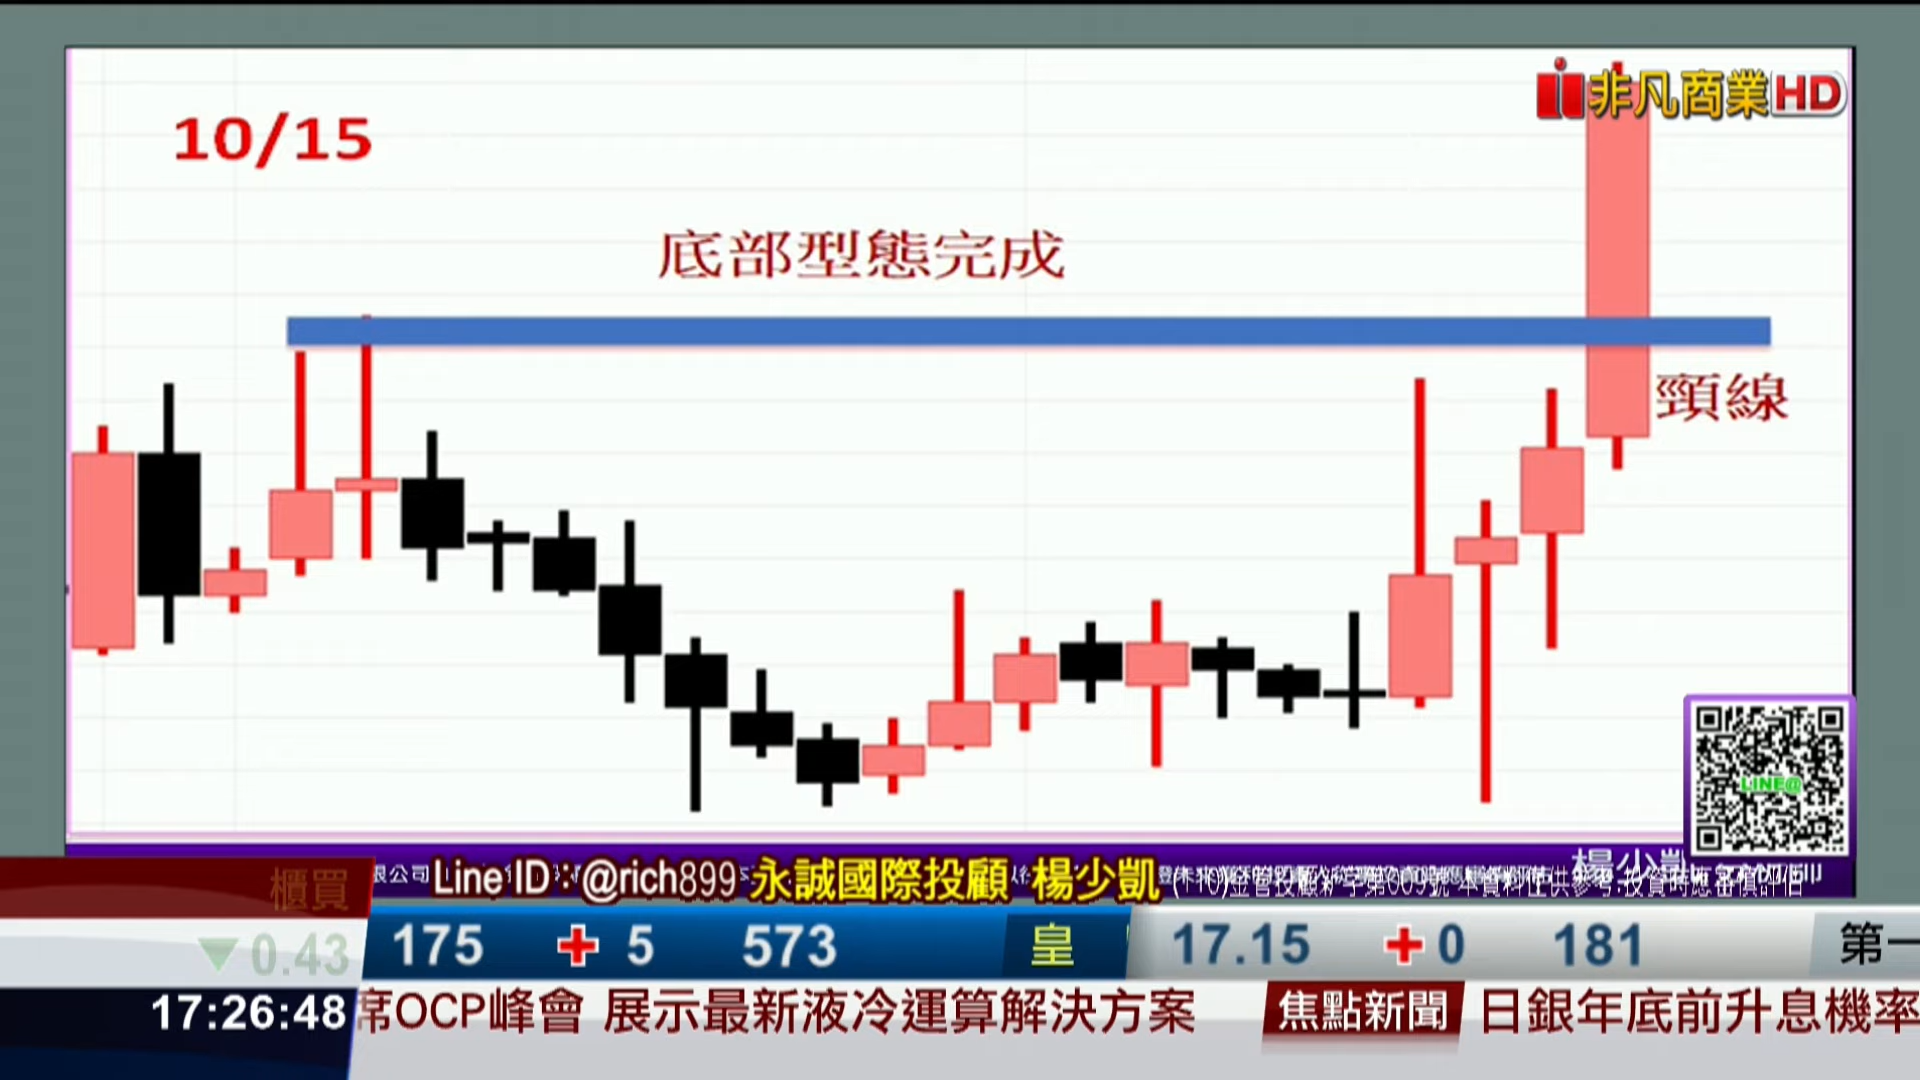 非凡商業HD
10/15
底部型態完成
頸線
LINE@
Line ID：@rich899 永誠國際投顧 楊少凱
櫃買
▼0.43
175 + 5 573 皇
17.15 + 0 181 第一
17:26:48
席OCP峰會 展示最新液冷運算解決方案
焦點新聞 日銀年底前升息機率